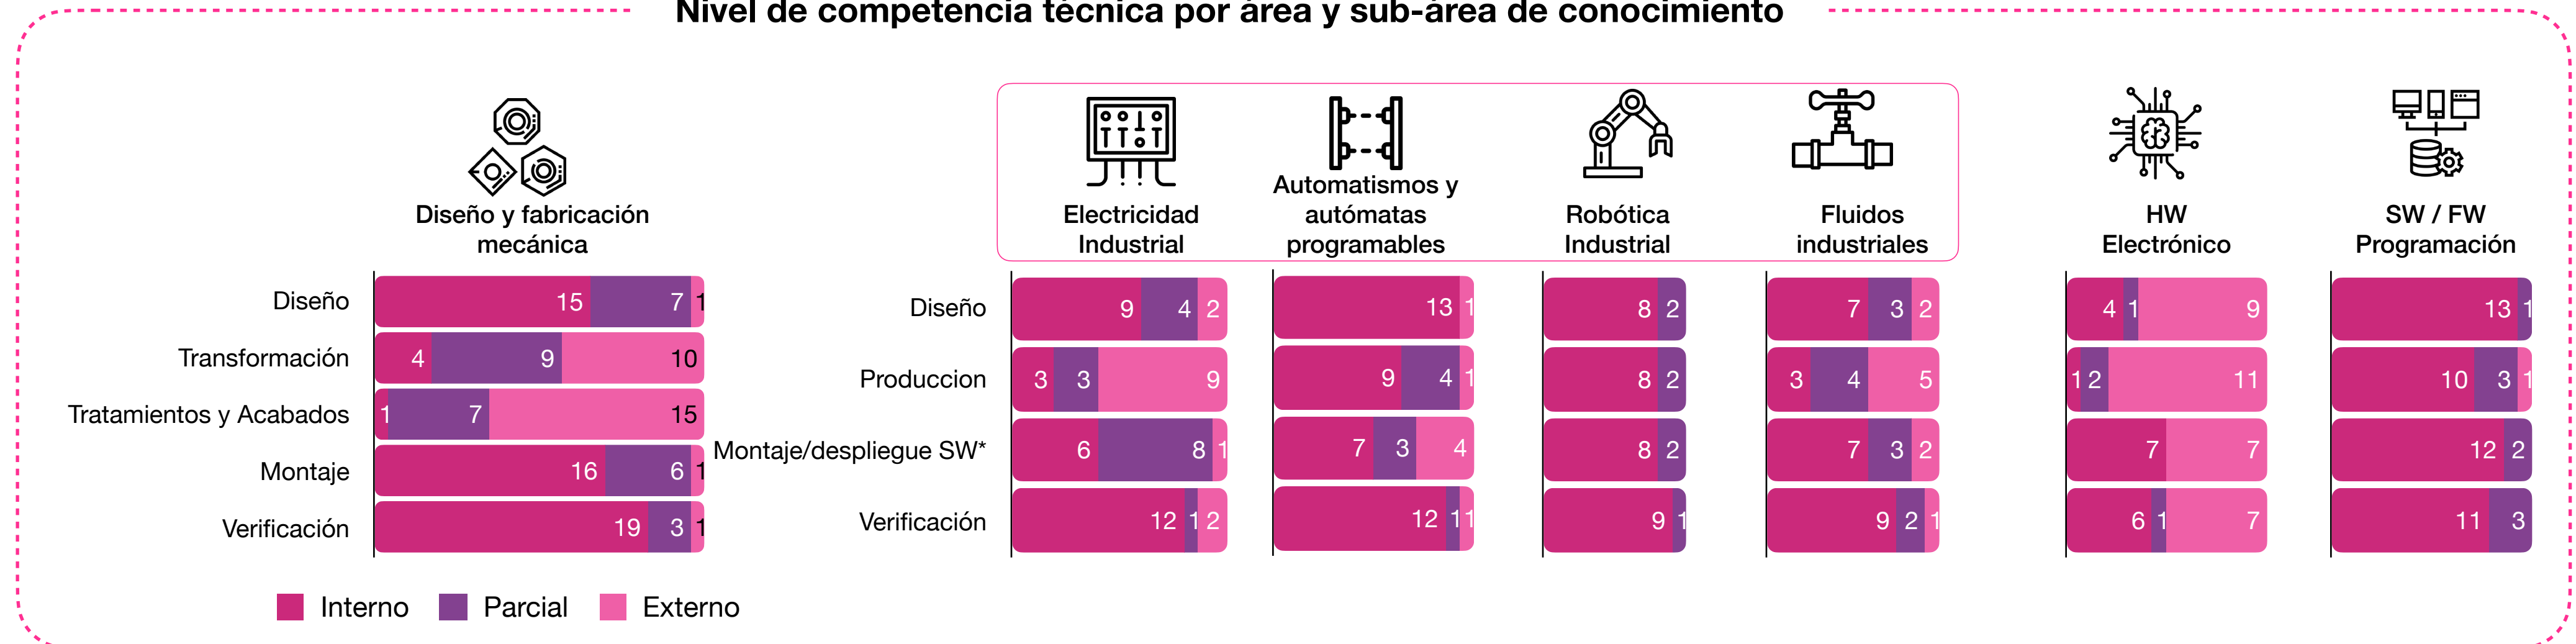 Nivel de competencia técnica por área y sub-área de conocimiento
Diseño y fabricación
mecánica
Diseño 15 7 1
Transformación 4 9 10
Tratamientos y Acabados 1 7 15
Montaje 16 6 1
Verificación 19 3 1
Interno Parcial Externo
Electricidad
Industrial
Automatismos y
autómatas
programables
Robótica
Industrial
Fluidos
industriales
HW
Electrónico
SW / FW
Programación
Diseño 9 4 2 13 1 8 2 7 3 2 4 1 9 13 1
Produccion 3 3 9 9 4 1 8 2 3 4 5 1 2 11 10 3 1
Montaje/despliegue SW* 6 8 1 7 3 4 8 2 7 3 2 7 7 12 2
Verificación 12 1 2 12 1 1 9 1 9 2 1 6 1 7 11 3